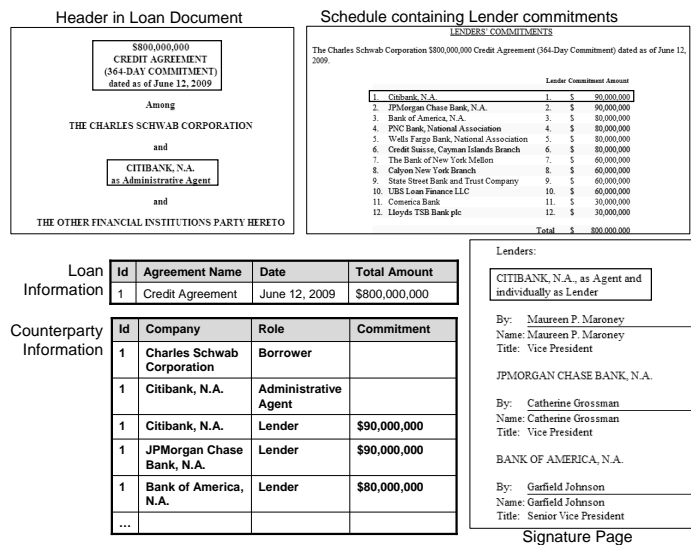 Header in Loan Document
$800,000,000
CREDIT AGREEMENT
(364-DAY COMMITMENT)
dated as of June 12, 2009
Among
THE CHARLES SCHWAB CORPORATION
and
CITIBANK, N.A.
as Administrative Agent
and
THE OTHER FINANCIAL INSTITUTIONS PARTY HERETO
Schedule containing Lender commitments
LENDERS' COMMITMENTS
The Charles Schwab Corporation $800,000,000 Credit Agreement (364-Day Commitment) dated as of June 12,
2009.
Lender Commitment Amount
1. Citibank, N.A. 1. $ 90,000,000
2. JPMorgan Chase Bank, N.A. 2. $ 90,000,000
3. Bank of America, N.A. 3. $ 80,000,000
4. PNC Bank, National Association 4. $ 80,000,000
5. Wells Fargo Bank, National Association 5. $ 80,000,000
6. Credit Suisse, Cayman Islands Branch 6. $ 80,000,000
7. The Bank of New York Mellon 7. $ 60,000,000
8. Calyon New York Branch 8. $ 60,000,000
9. State Street Bank and Trust Company 9. $ 60,000,000
10. UBS Loan Finance LLC 10. $ 60,000,000
11. Comerica Bank 11. $ 30,000,000
12. Lloyds TSB Bank plc 12. $ 30,000,000
Total $ 800,000,000
Loan Information
Id Agreement Name Date Total Amount
1 Credit Agreement June 12, 2009 $800,000,000
Counterparty Information
Id Company Role Commitment
1 Charles Schwab Corporation Borrower
1 Citibank, N.A. Administrative Agent
1 Citibank, N.A. Lender $90,000,000
1 JPMorgan Chase Bank, N.A. Lender $90,000,000
1 Bank of America, N.A. Lender $80,000,000
...
Lenders:
CITIBANK, N.A., as Agent and
individually as Lender
By: Maureen P. Maroney
Name: Maureen P. Maroney
Title: Vice President
JPMORGAN CHASE BANK, N.A.
By: Catherine Grossman
Name: Catherine Grossman
Title: Vice President
BANK OF AMERICA, N.A.
By: Garfield Johnson
Name: Garfield Johnson
Title: Senior Vice President
Signature Page